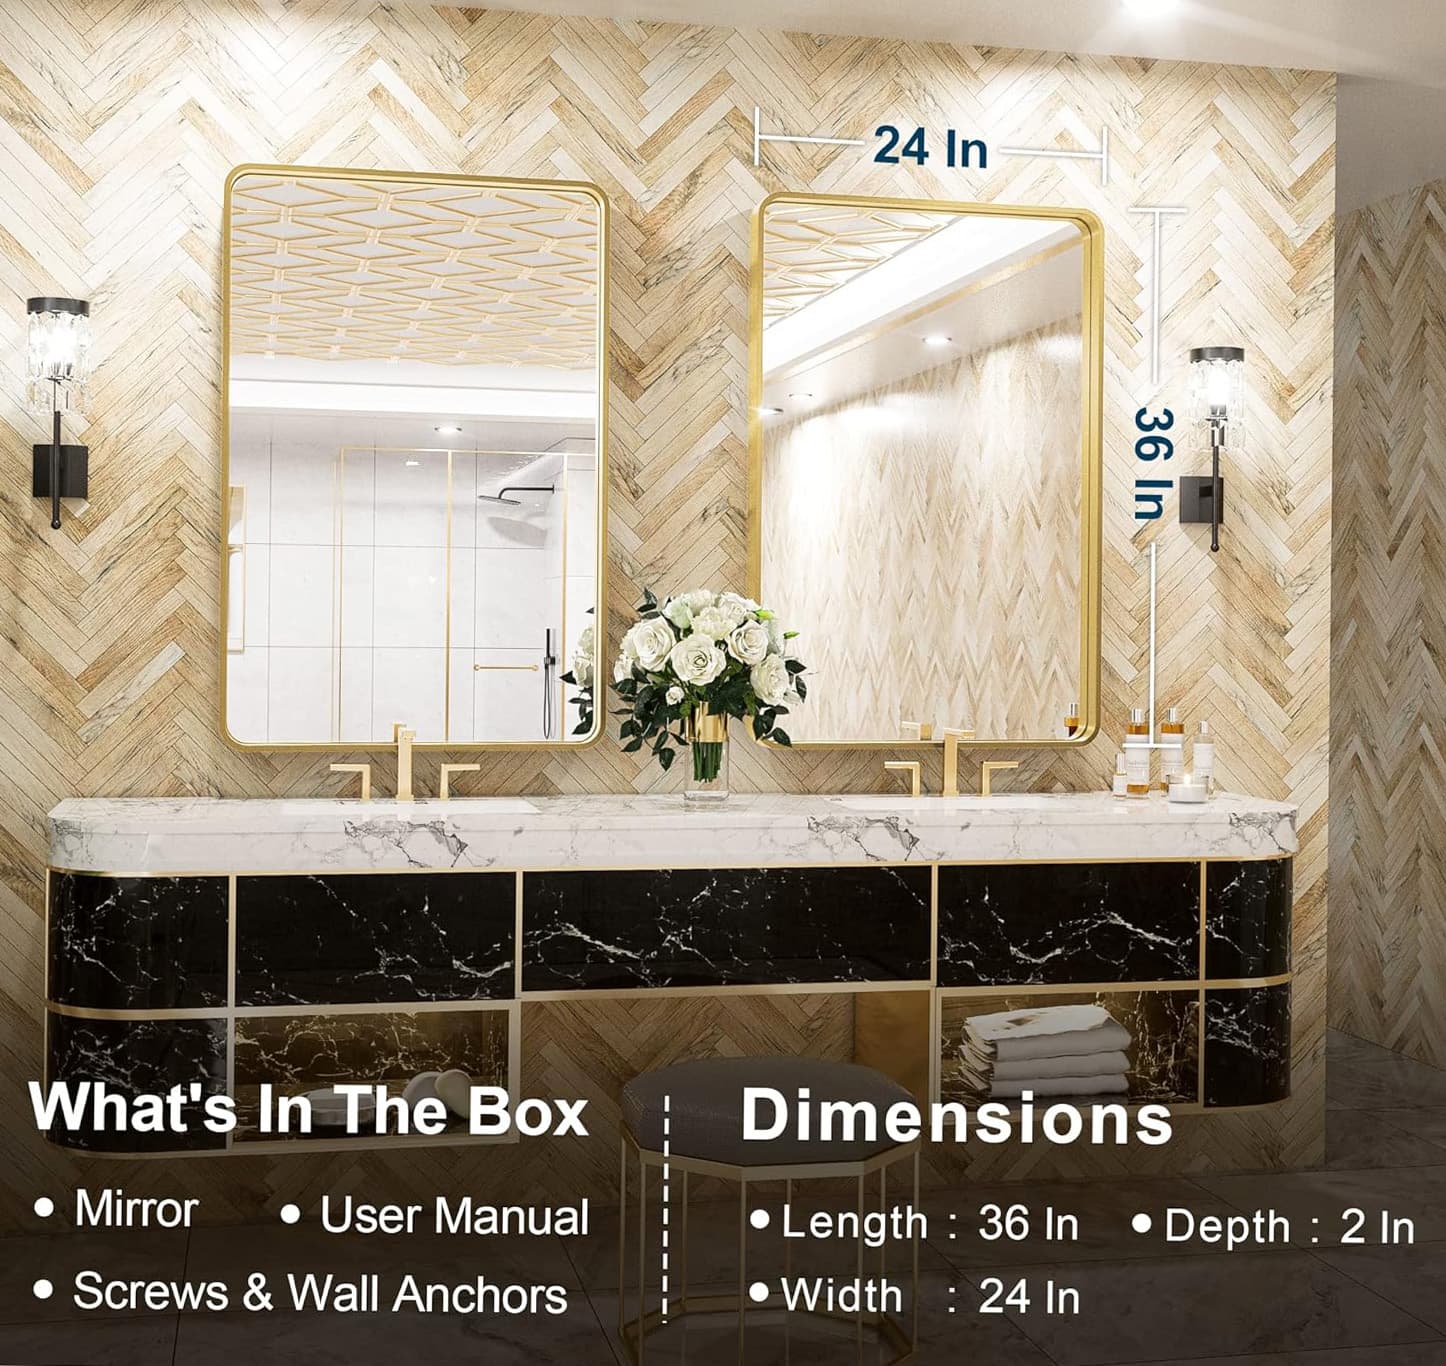 24 In
36 In
What's In The Box
• Mirror • User Manual
• Screws & Wall Anchors
Dimensions
• Length : 36 In • Depth : 2 In
• Width : 24 In